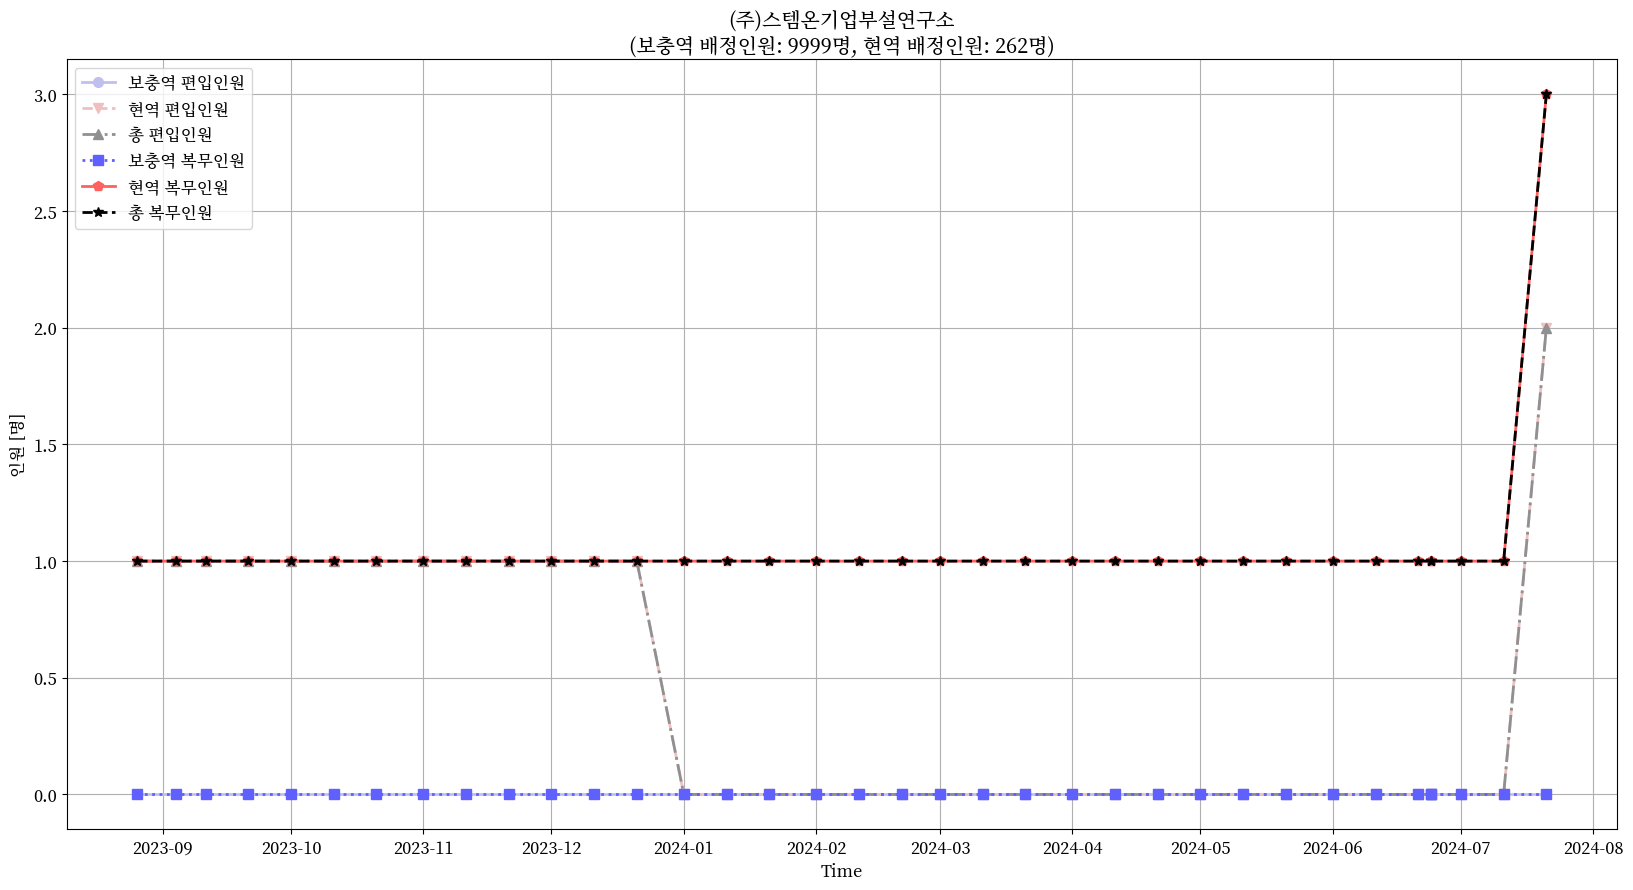 (주)스템온기업부설연구소
(보충역 배정인원: 9999명, 현역 배정인원: 262명)
보충역 편입인원
현역 편입인원
총 편입인원
보충역 복무인원
현역 복무인원
총 복무인원
3.0
2.5
2.0
1.5
1.0
0.5
0.0
인원 [명]
2023-09 2023-10 2023-11 2023-12 2024-01 2024-02 2024-03 2024-04 2024-05 2024-06 2024-07 2024-08
Time